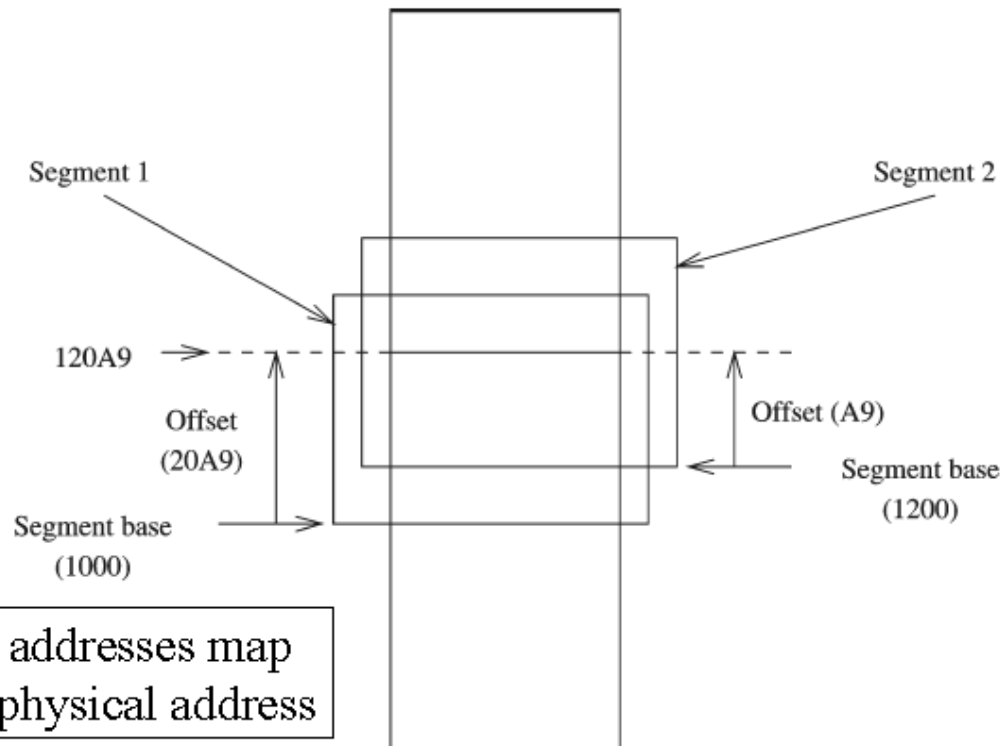 Segment 1
Segment 2
120A9
Offset
(20A9)
Offset (A9)
Segment base
(1200)
Segment base
(1000)
addresses map
physical address